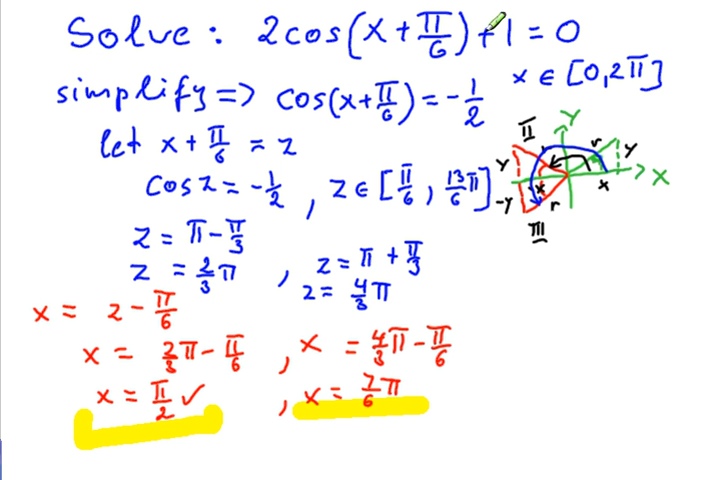 Solve: 2cos(x + π/6) + 1 = 0
simplify => cos(x + π/6) = -1/2
x ∈ [0, 2π]
let x + π/6 = z
cos z = -1/2 , z ∈ [π/6, 13/6 π]
II Y r Y
Y x x X
-Y r
III
z = π - π/3
z = 2/3 π , z = π + π/3
z = 4/3 π
x = z - π/6
x = 2/3 π - π/6 , x = 4/3 π - π/6
x = π/2 ✓ , x = 7/6 π